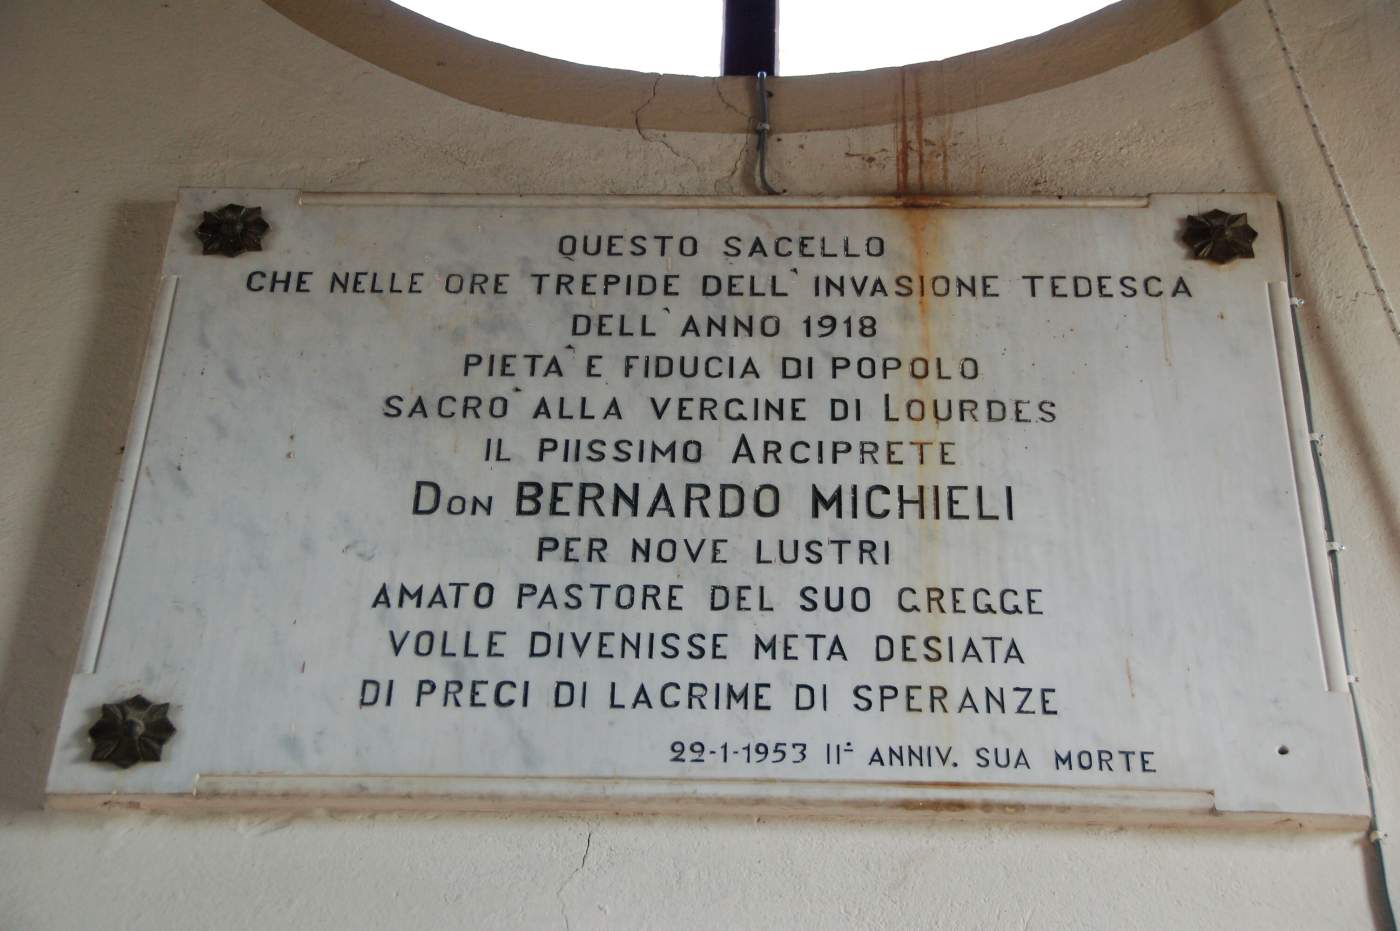 QUESTO SACELLO
CHE NELLE ORE TREPIDE DELL' INVASIONE TEDESCA
DELL' ANNO 1918
PIETA' E FIDUCIA DI POPOLO
SACRO' ALLA VERGINE DI LOURDES
IL PIISSIMO ARCIPRETE
DON BERNARDO MICHIELI
PER NOVE LUSTRI
AMATO PASTORE DEL SUO GREGGE
VOLLE DIVENISSE META DESIATA
DI PRECI DI LACRIME DI SPERANZE
22-1-1953 IIº ANNIV. SUA MORTE